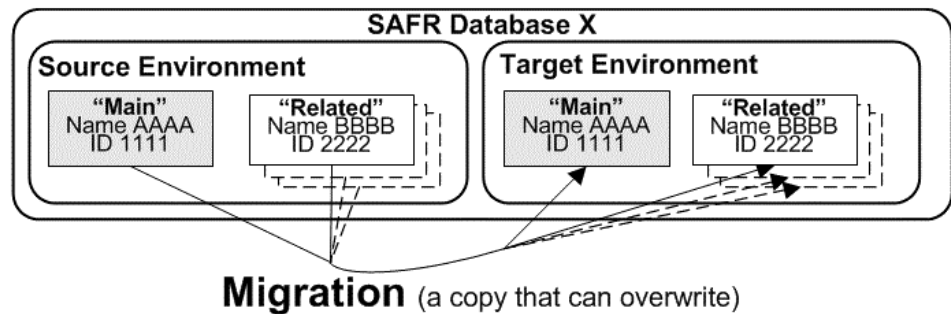 SAFR Database X
Source Environment
“Main”
Name AAAA
ID 1111
“Related”
Name BBBB
ID 2222
Target Environment
“Main”
Name AAAA
ID 1111
“Related”
Name BBBB
ID 2222
Migration (a copy that can overwrite)